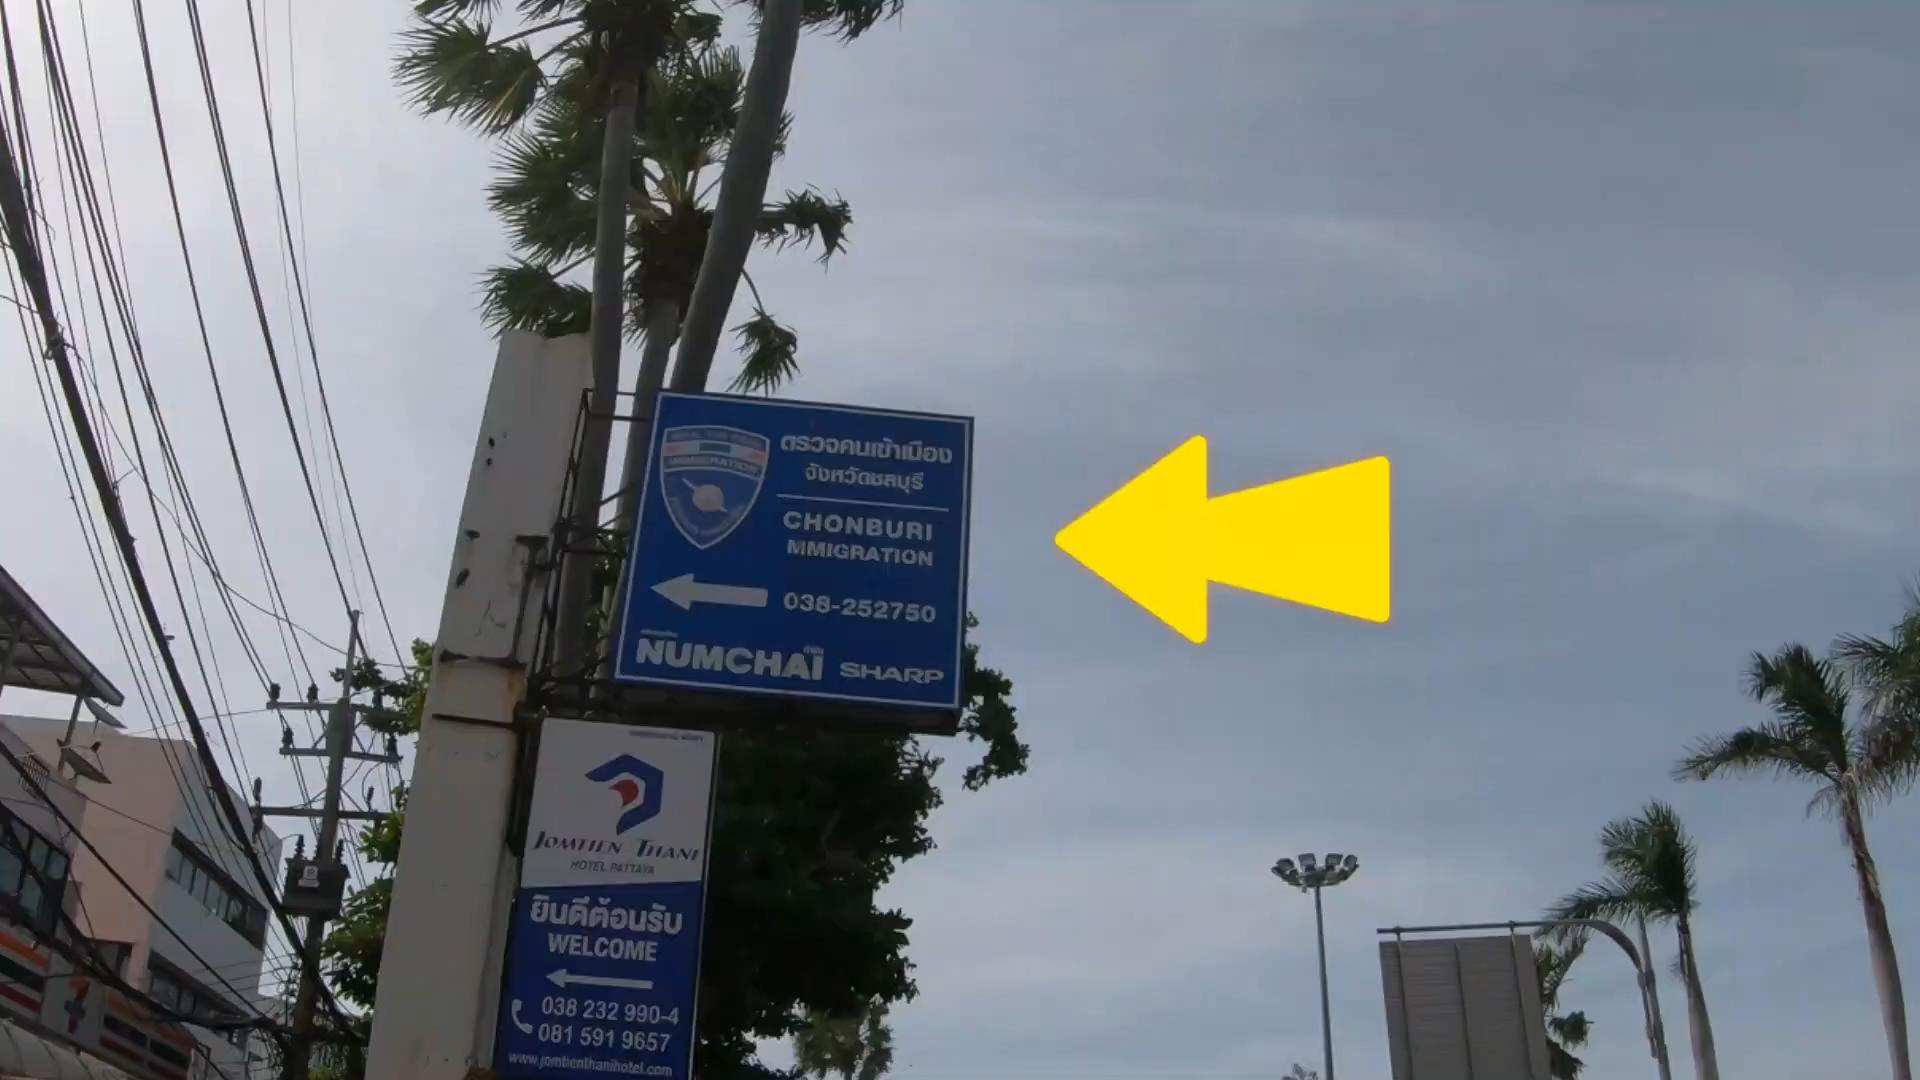 IMMIGRATION
ตรวจคนเข้าเมือง
จังหวัดชลบุรี
CHONBURI
MMIGRATION
038-252750
NUMCHAI SHARP
JOMTIEN THANI
HOTEL PATTAYA
ยินดีต้อนรับ
WELCOME
038 232 990-4
081 591 9657
www.jomtienthanihotel.com
7